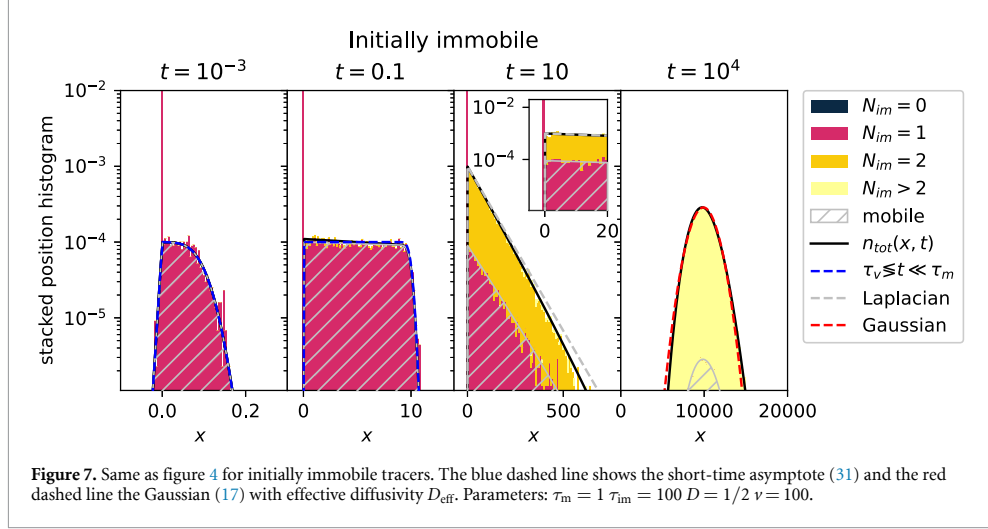 Initially immobile
t = 10⁻³ t = 0.1 t = 10 t = 10⁴
10⁻²
10⁻³
10⁻⁴
10⁻⁵
stacked position histogram
10⁻²
10⁻⁴
0 20
0.0 0.2
0 10
0 500
0 10000 20000
x x x x
N_im = 0
N_im = 1
N_im = 2
N_im > 2
mobile
n_tot(x, t)
τ_v ≶ t ≪ τ_m
Laplacian
Gaussian
Figure 7. Same as figure 4 for initially immobile tracers. The blue dashed line shows the short-time asymptote (31) and the red
dashed line the Gaussian (17) with effective diffusivity D_eff. Parameters: τ_m = 1 τ_im = 100 D = 1/2 v = 100.